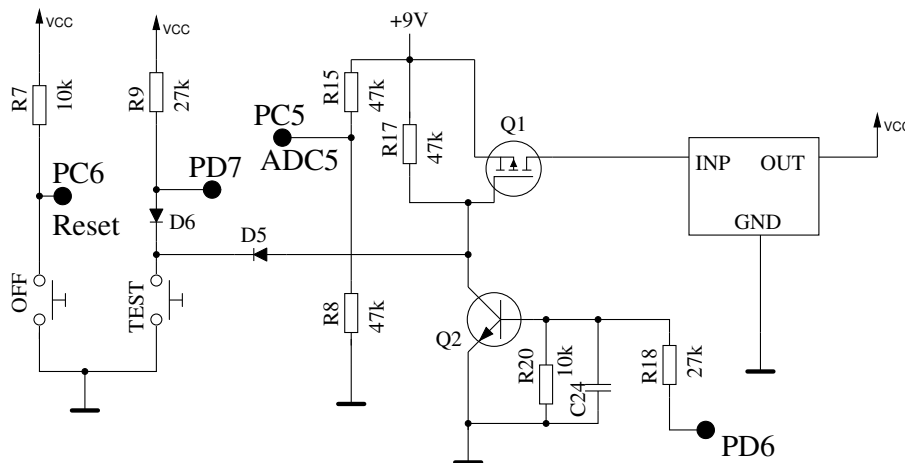 VCC
VCC
+9V
R7
10k
R9
27k
R15
47k
PC5
ADC5
R17
47k
Q1
VCC
INP
OUT
GND
PC6
Reset
PD7
D6
D5
OFF
TEST
R8
47k
Q2
R20
10k
C24
R18
27k
PD6